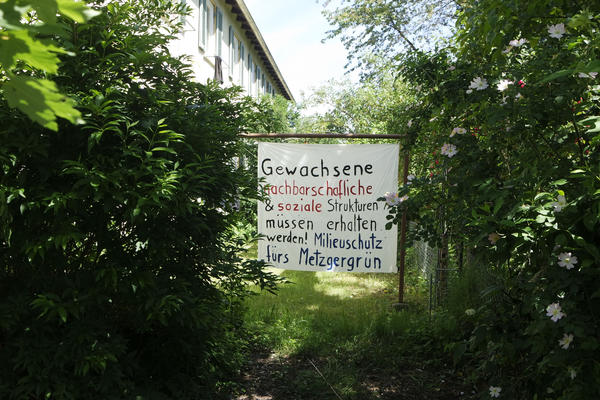 Gewachsene
nachbarschaftliche
& soziale Strukturen
müssen erhalten
werden! Milieuschutz
fürs Metzgergrün